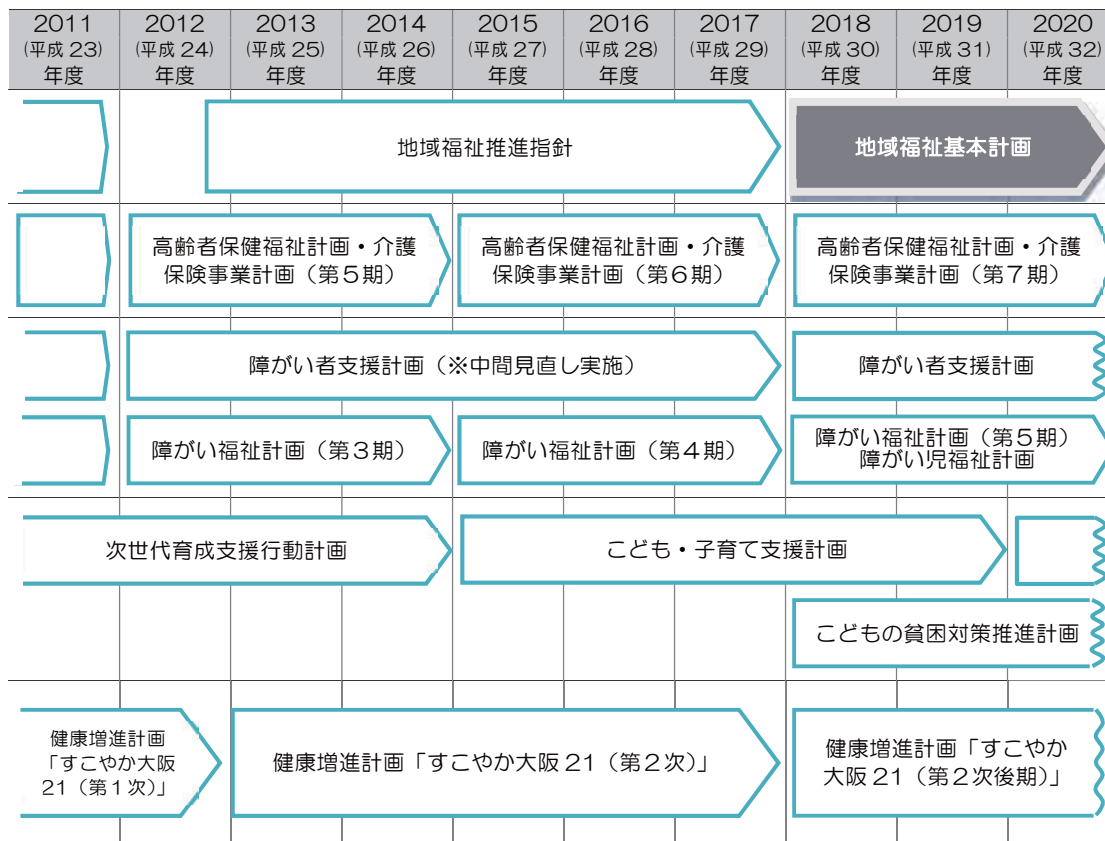 2011 2012 2013 2014 2015 2016 2017 2018 2019 2020
(平成 23) (平成 24) (平成 25) (平成 26) (平成 27) (平成 28) (平成 29) (平成 30) (平成 31) (平成 32)
年度 年度 年度 年度 年度 年度 年度 年度 年度 年度
地域福祉推進指針
地域福祉基本計画
高齢者保健福祉計画・介護
保険事業計画（第５期）
高齢者保健福祉計画・介護
保険事業計画（第６期）
高齢者保健福祉計画・介護
保険事業計画（第７期）
障がい者支援計画（※中間見直し実施）
障がい者支援計画
障がい福祉計画（第３期）
障がい福祉計画（第４期）
障がい福祉計画（第５期）
障がい児福祉計画
次世代育成支援行動計画
こども・子育て支援計画
こどもの貧困対策推進計画
健康増進計画
「すこやか大阪
21（第１次）」
健康増進計画「すこやか大阪 21（第２次）」
健康増進計画「すこやか
大阪 21（第２次後期）」